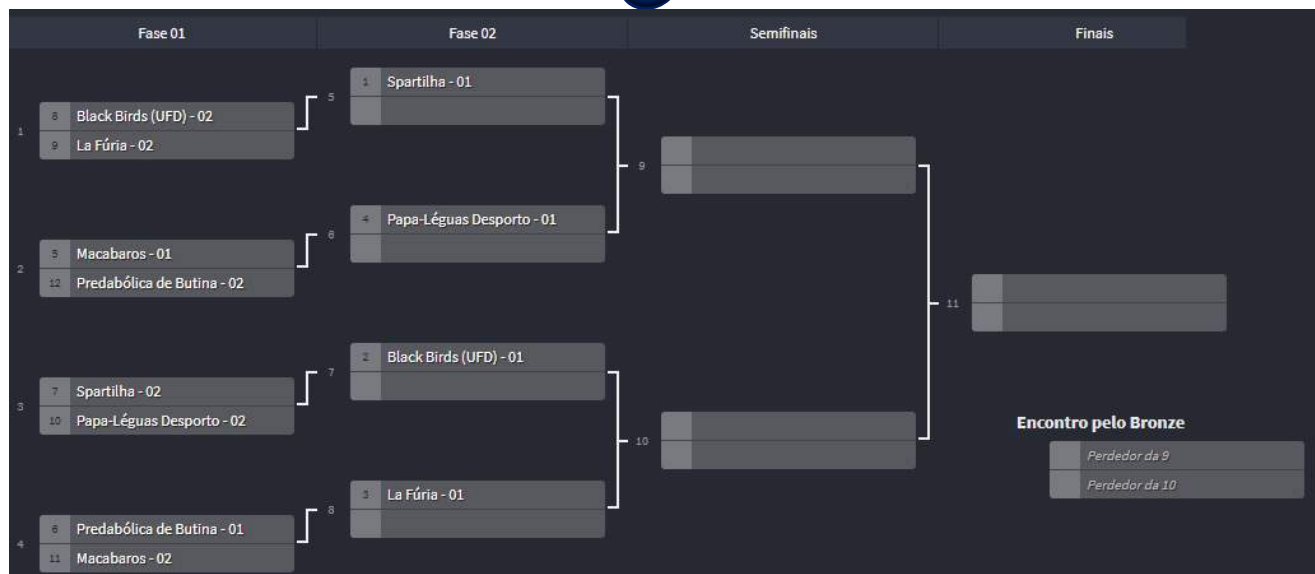 Fase 01
Fase 02
Semifinais
Finais
1
8 Black Birds (UFD) - 02
9 La Fúria - 02
2
5 Macabaros - 01
12 Predabólica de Butina - 02
3
7 Spartilha - 02
10 Papa-Léguas Desporto - 02
4
6 Predabólica de Butina - 01
11 Macabaros - 02
5
1 Spartilha - 01
6
4 Papa-Léguas Desporto - 01
7
2 Black Birds (UFD) - 01
8
3 La Fúria - 01
9
10
11
Encontro pelo Bronze
Perdedor da 9
Perdedor da 10